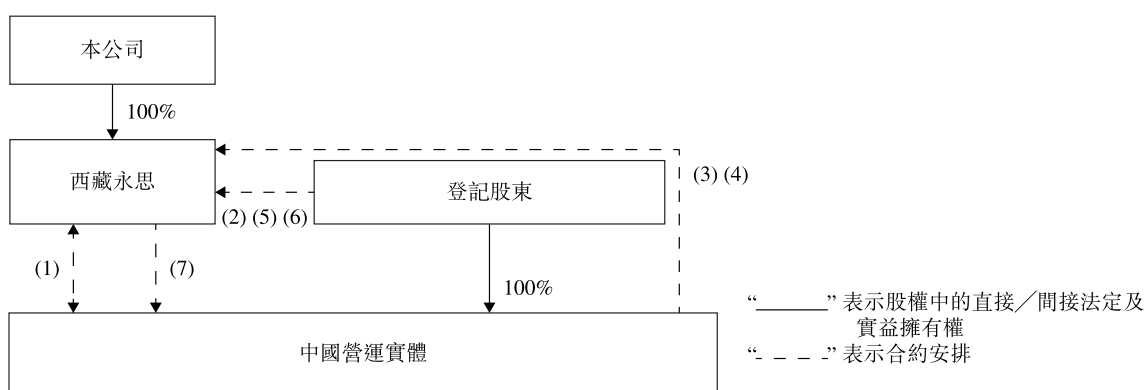 本公司
100%
西藏永思
登記股東
(3) (4)
(2) (5) (6)
(1)
(7)
100%
中國營運實體
“______” 表示股權中的直接／間接法定及
實益擁有權
“_ _ _ _” 表示合約安排